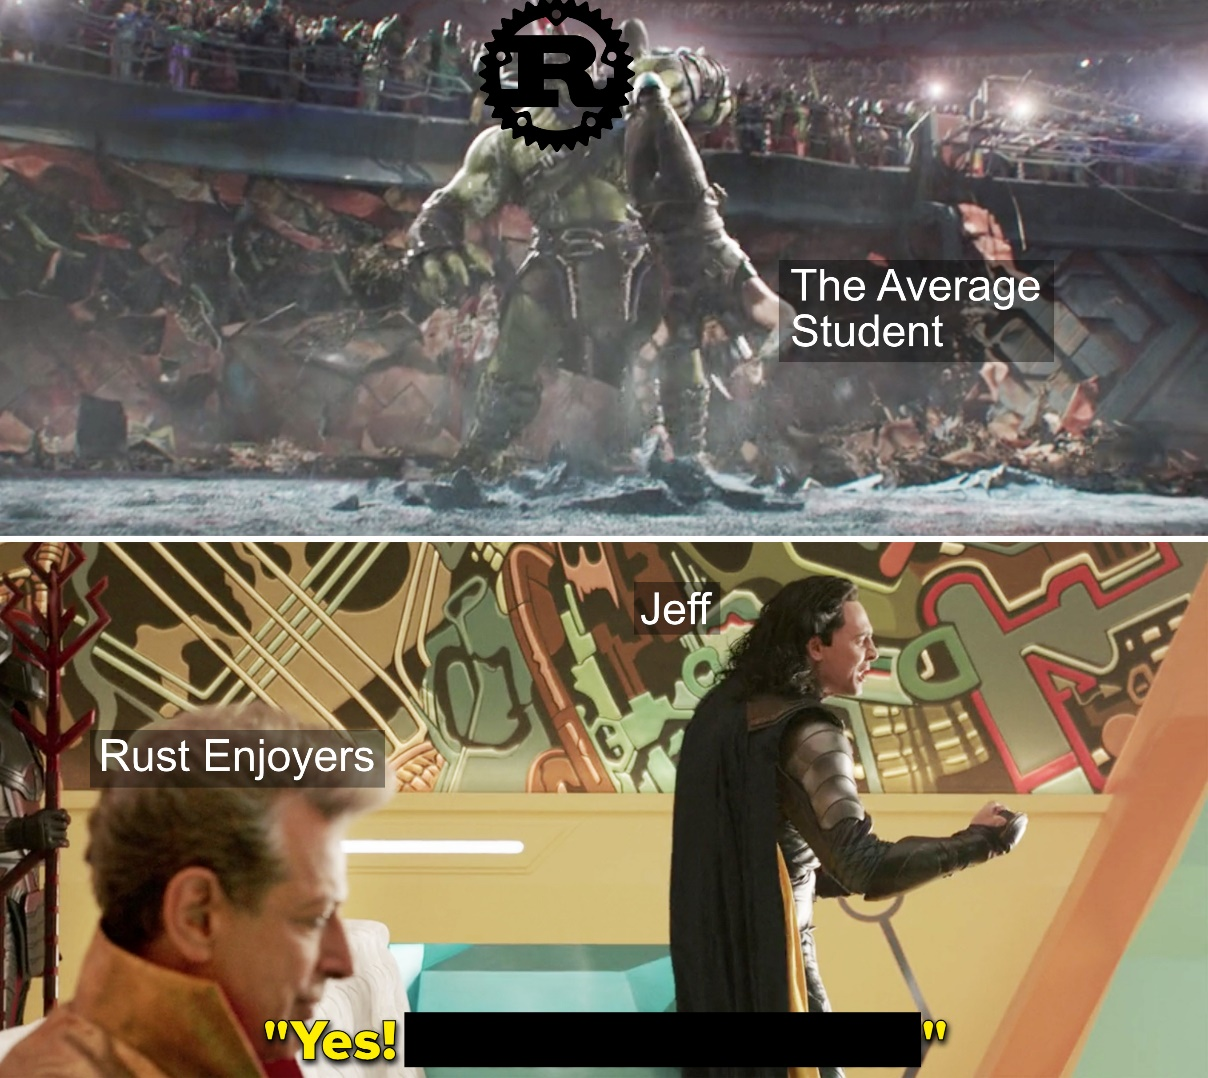 R
The Average
Student
Jeff
Rust Enjoyers
"Yes! "